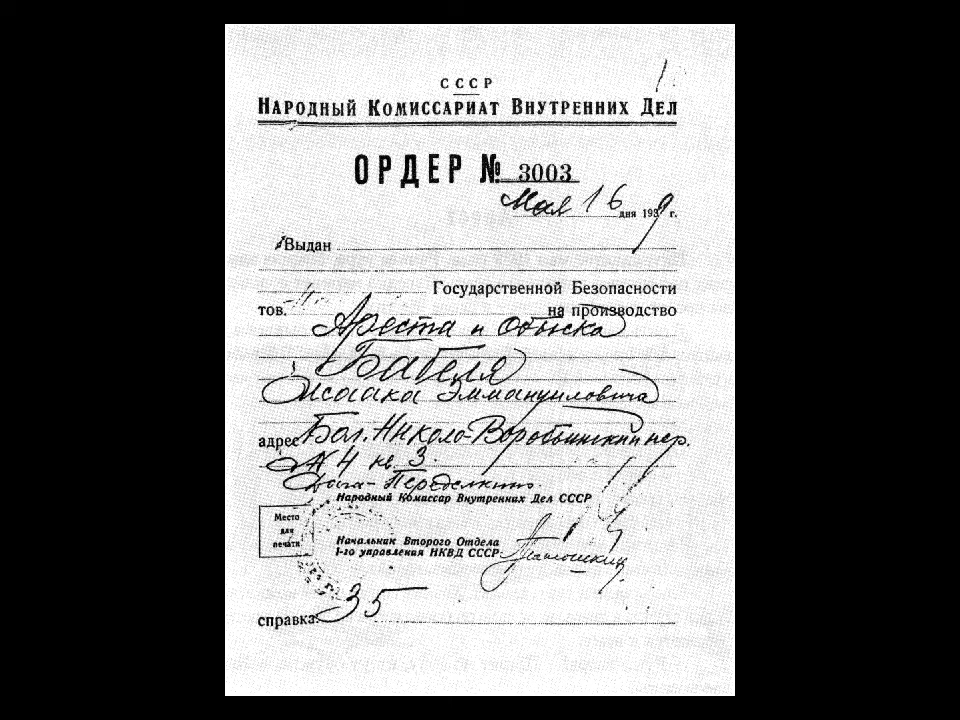 СССР
Народный Комиссариат Внутренних Дел
ОРДЕР № 3003
Мая 16 дня 1939 г.
Выдан
Государственной Безопасности
тов. на производство
Ареста и Обыска
Бабеля
Исаака Эммануиловича
адрес Бол. Николо-Воробьинский пер.
№ 4 кв. 3.
Дача - Переделкино.
Народный Комиссар Внутренних Дел СССР
Место
для
печати
Начальник Второго Отдела
1-го управления НКВД СССР:
справка: 35